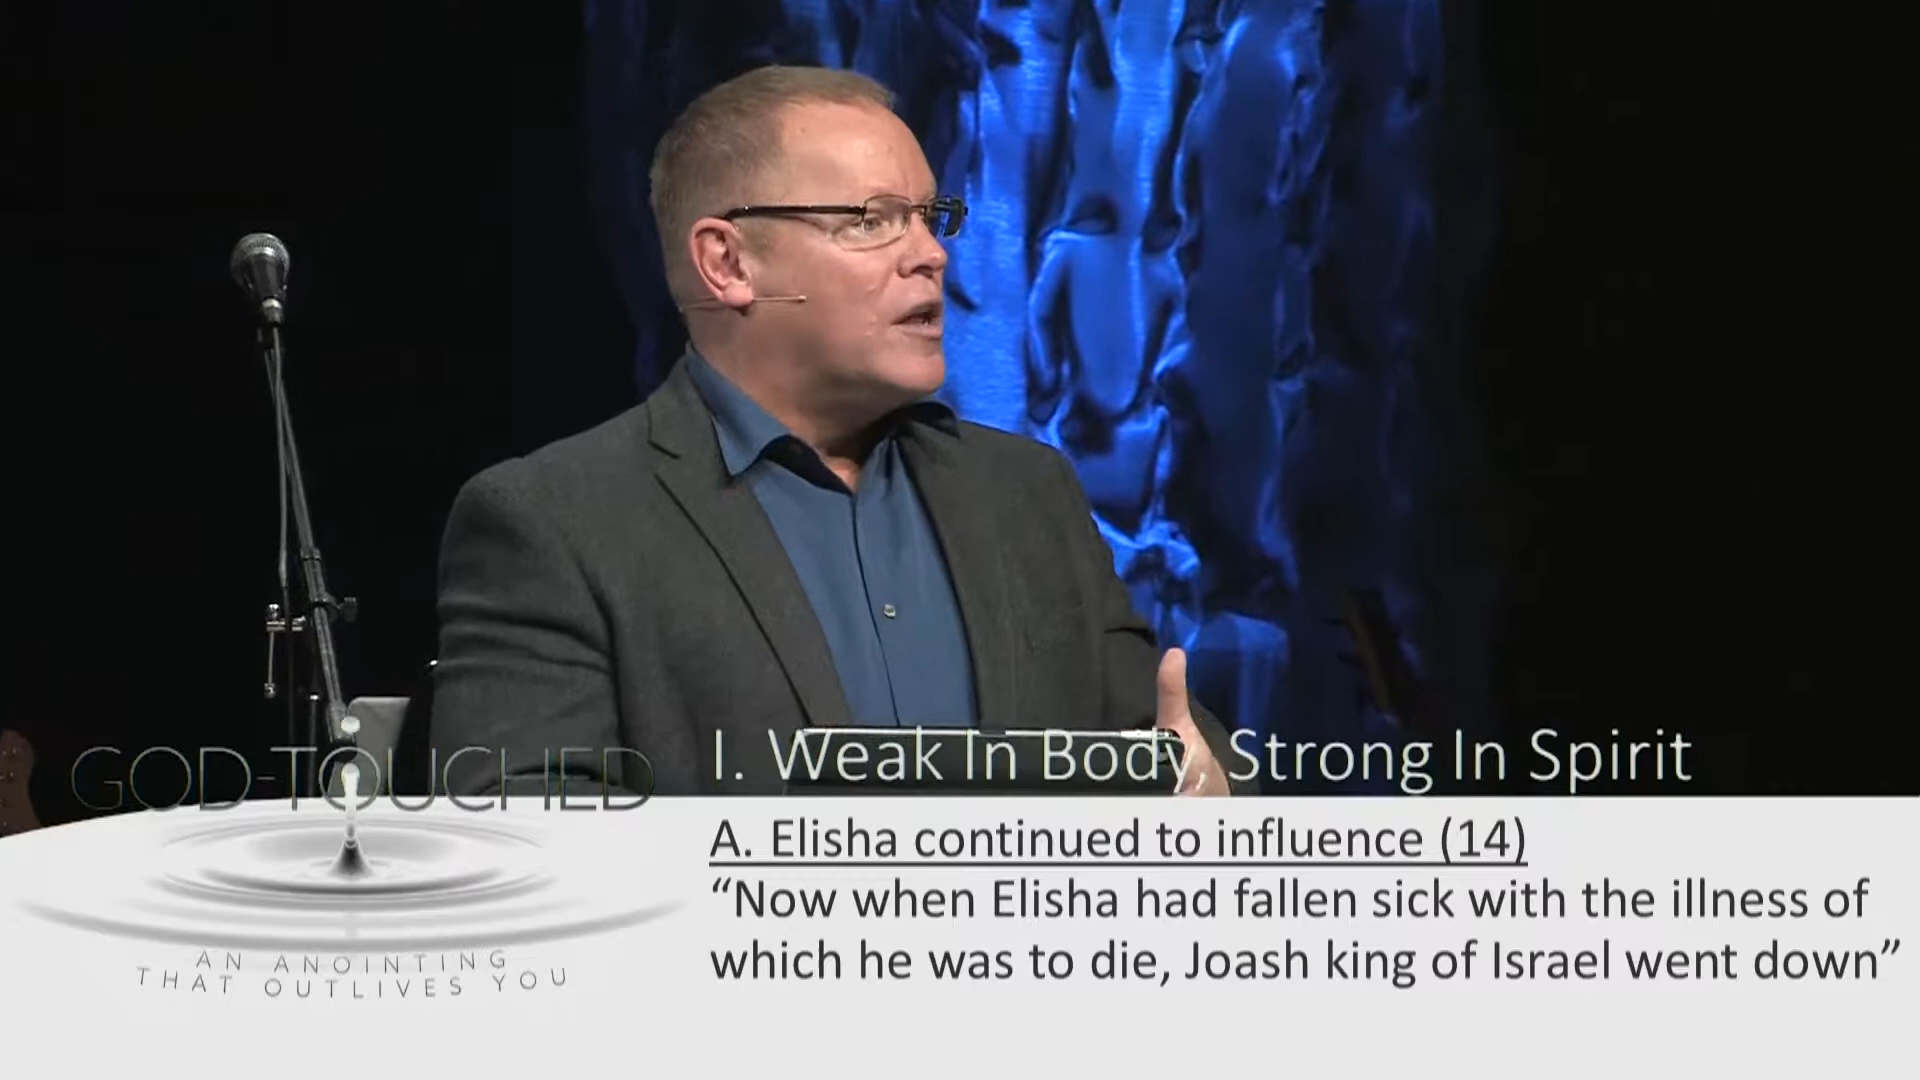 GOD-TOUCHED
AN ANOINTING
THAT OUTLIVES YOU
I. Weak In Body, Strong In Spirit
A. Elisha continued to influence (14)
“Now when Elisha had fallen sick with the illness of
which he was to die, Joash king of Israel went down”